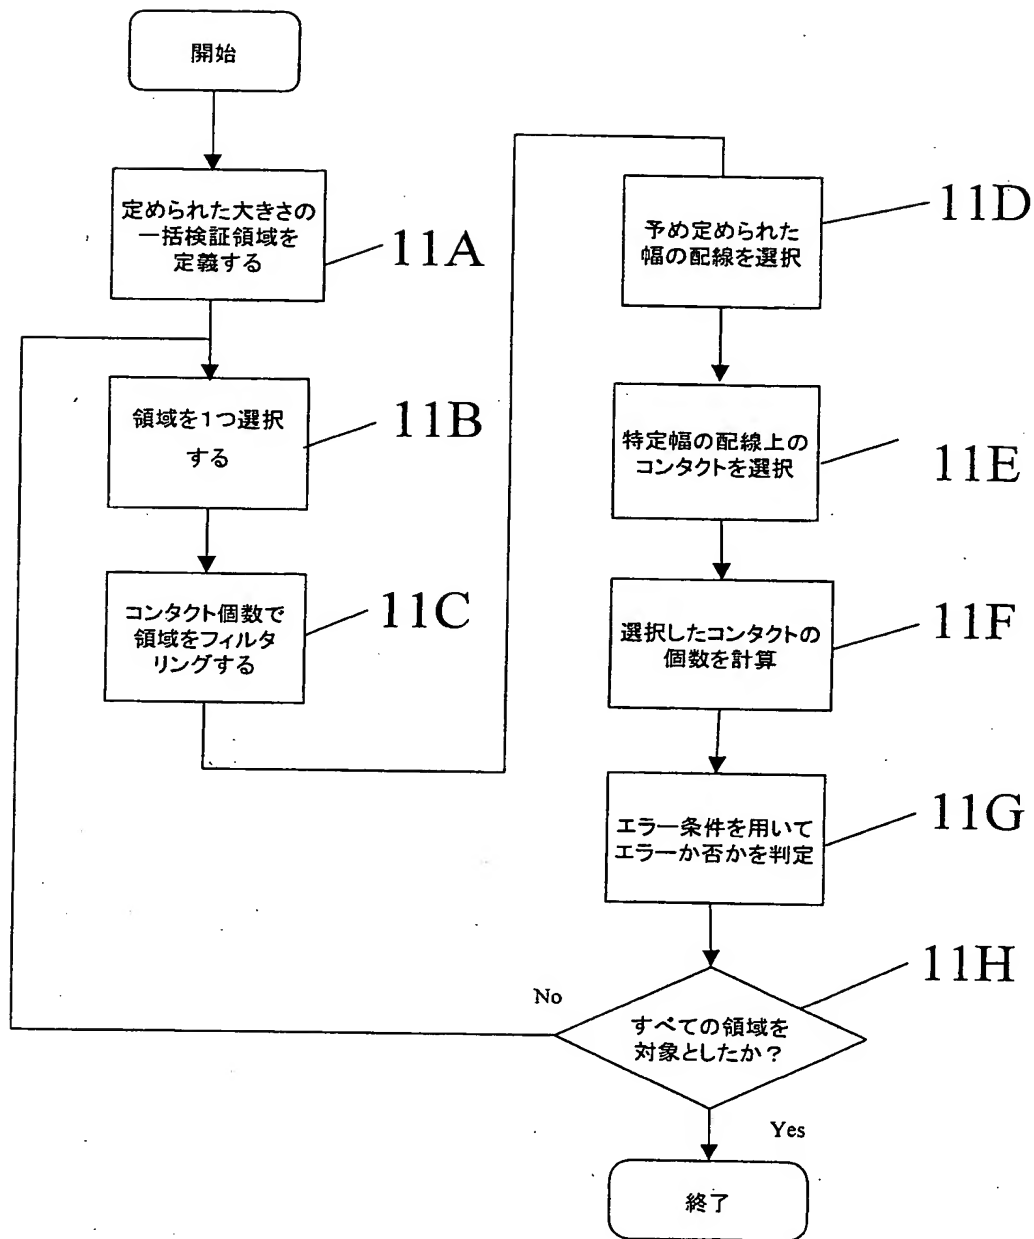 開始
定められた大きさの
一括検証領域を
定義する
11A
領域を1つ選択
する
11B
コンタクト個数で
領域をフィルタ
リングする
11C
予め定められた
幅の配線を選択
11D
特定幅の配線上の
コンタクトを選択
11E
選択したコンタクトの
個数を計算
11F
エラー条件を用いて
エラーか否かを判定
11G
すべての領域を
対象としたか？
11H
No
Yes
終了